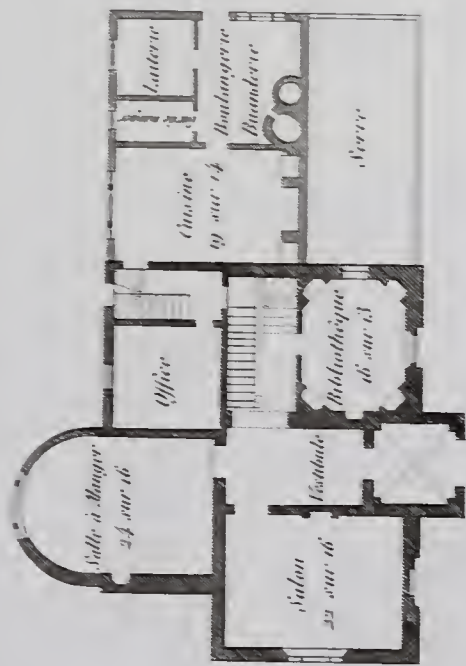 Laiterie
Boulangerie
Buanderie
Serre
Cuisine
19 sur 14
Office
Bibliothèque
16 sur 13
Salle à Manger
24 sur 16
Vestibule
Salon
22 sur 16